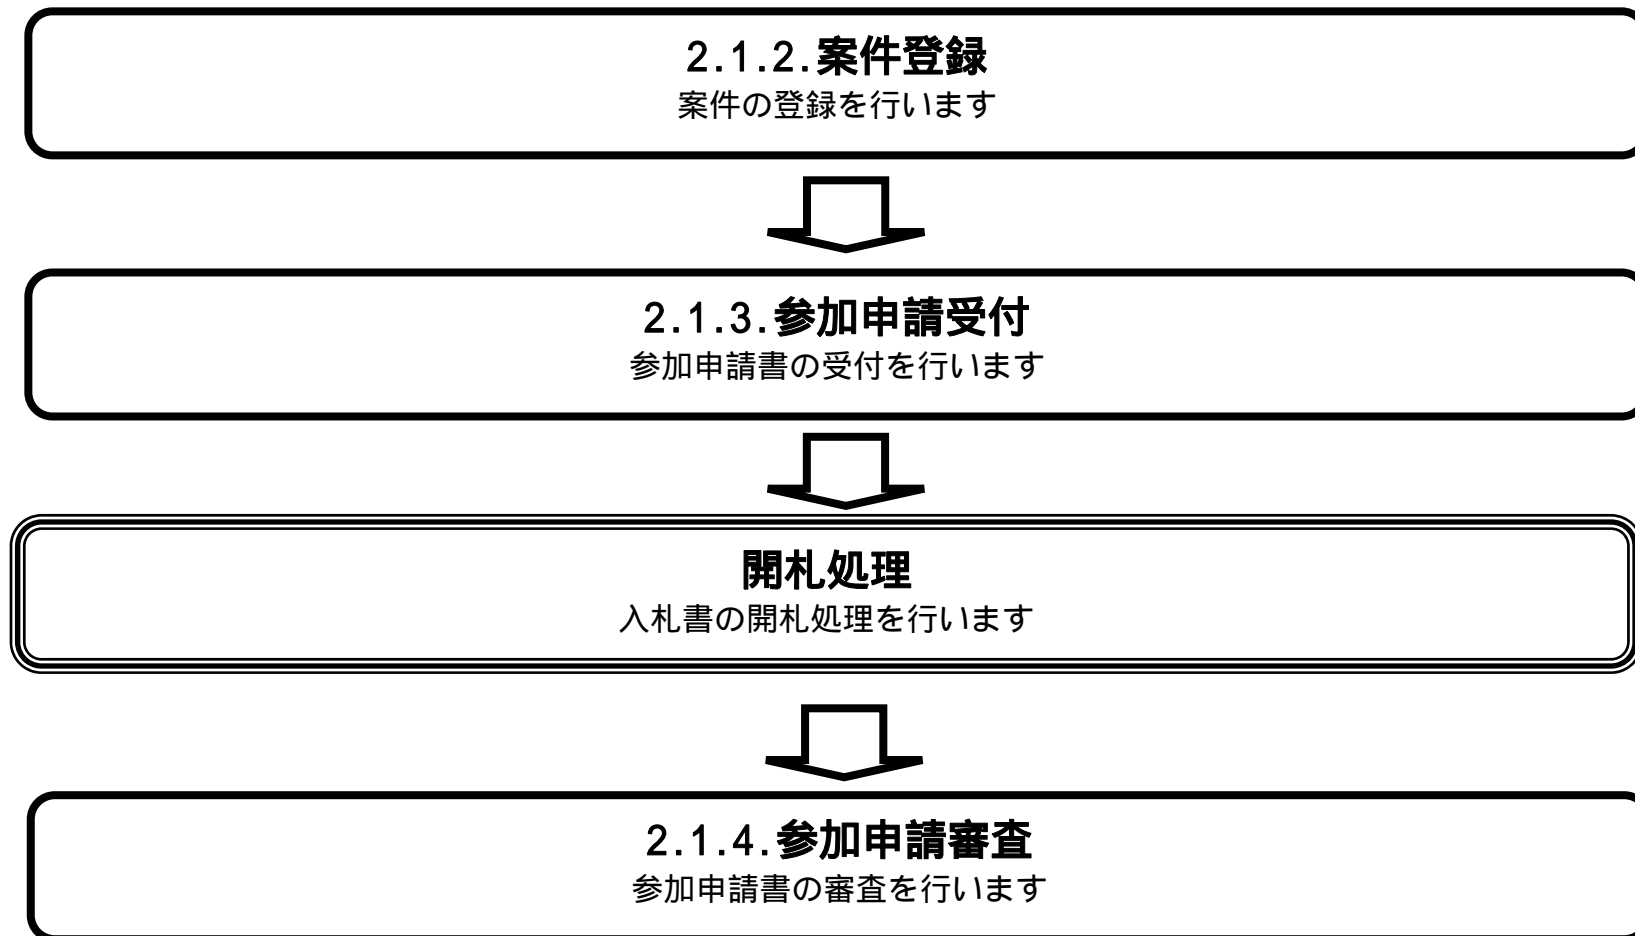 2.1.2.案件登録
案件の登録を行います
2.1.3.参加申請受付
参加申請書の受付を行います
開札処理
入札書の開札処理を行います
2.1.4.参加申請審査
参加申請書の審査を行います